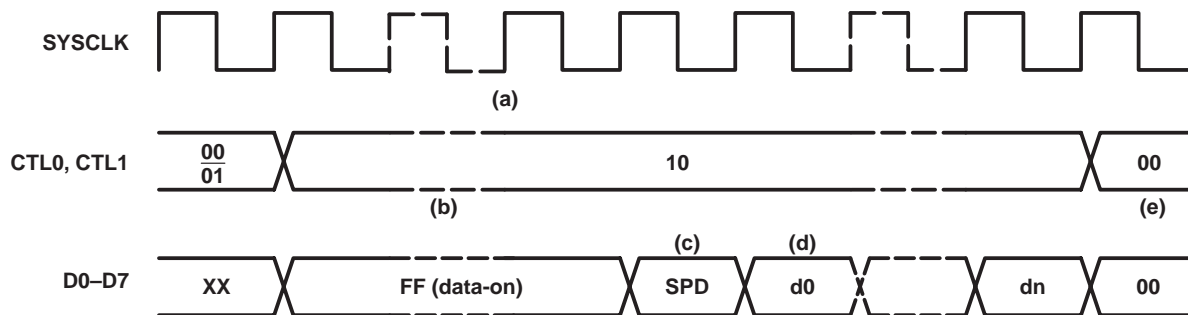 SYSCLK
(a)
CTL0, CTL1
00
01
10
00
(b)
(e)
(c)
(d)
D0–D7
XX
FF (data-on)
SPD
d0
dn
00